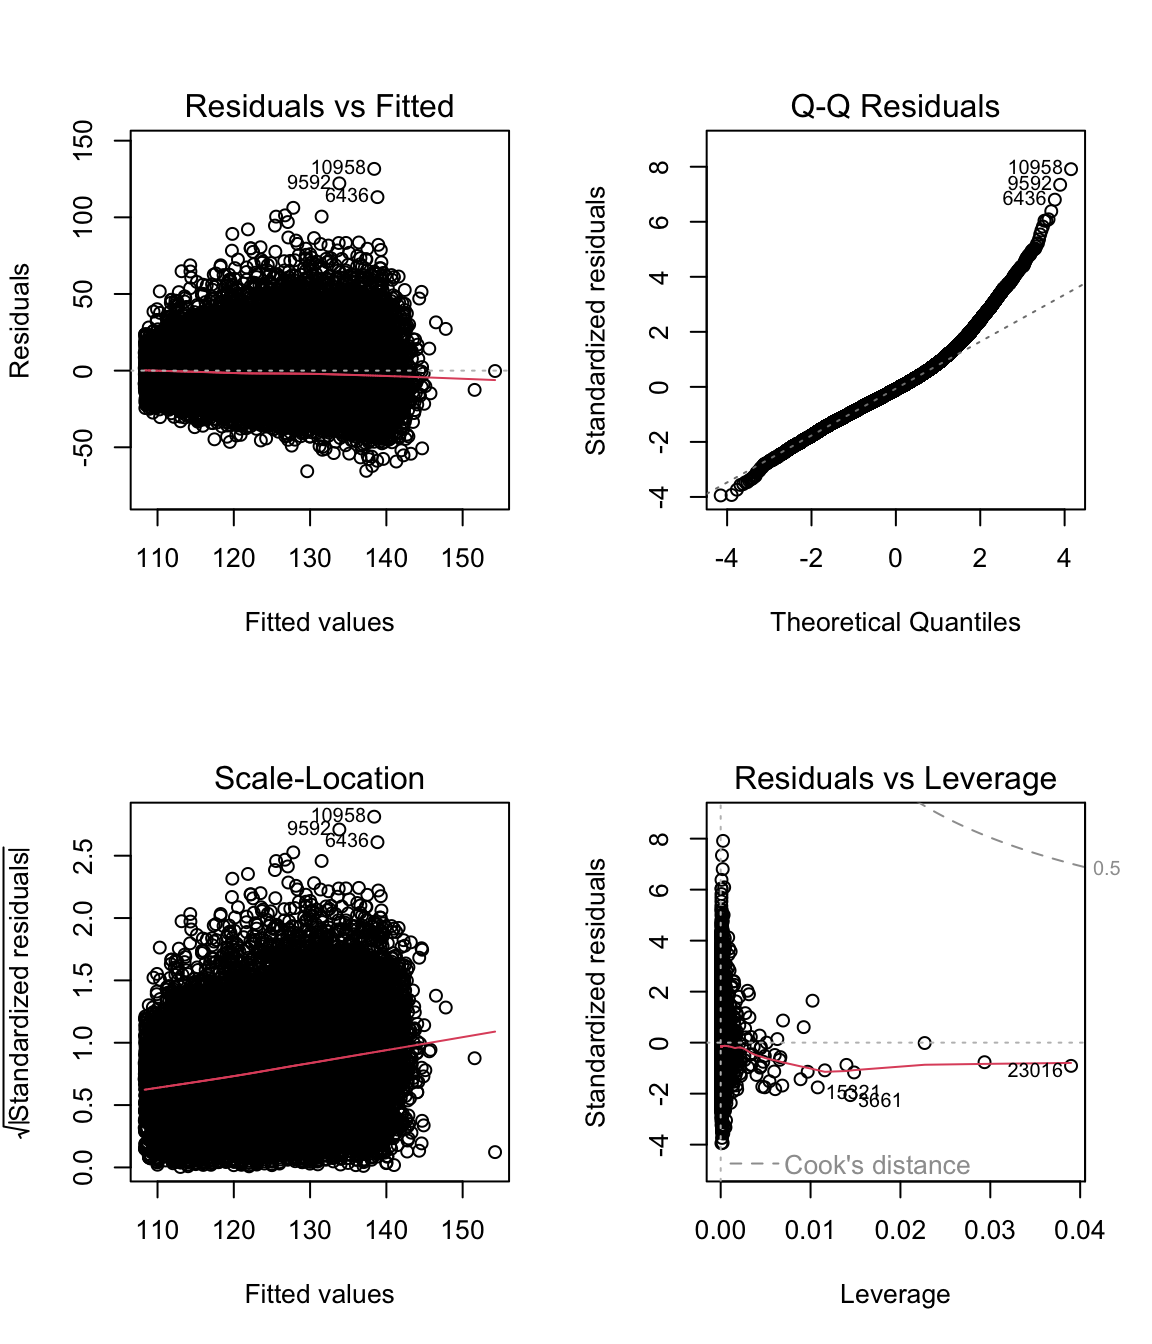 Residuals vs Fitted
Residuals
-50 0 50 100 150
10958
9592
6436
110 120 130 140 150
Fitted values
Q-Q Residuals
Standardized residuals
-4 -2 0 2 4 6 8
10958
9592
6436
-4 -2 0 2 4
Theoretical Quantiles
Scale-Location
√|Standardized residuals|
0.0 0.5 1.0 1.5 2.0 2.5
10958
9592
6436
110 120 130 140 150
Fitted values
Residuals vs Leverage
Standardized residuals
-4 -2 0 2 4 6 8
0.5
23016
15321
3661
Cook's distance
0.00 0.01 0.02 0.03 0.04
Leverage